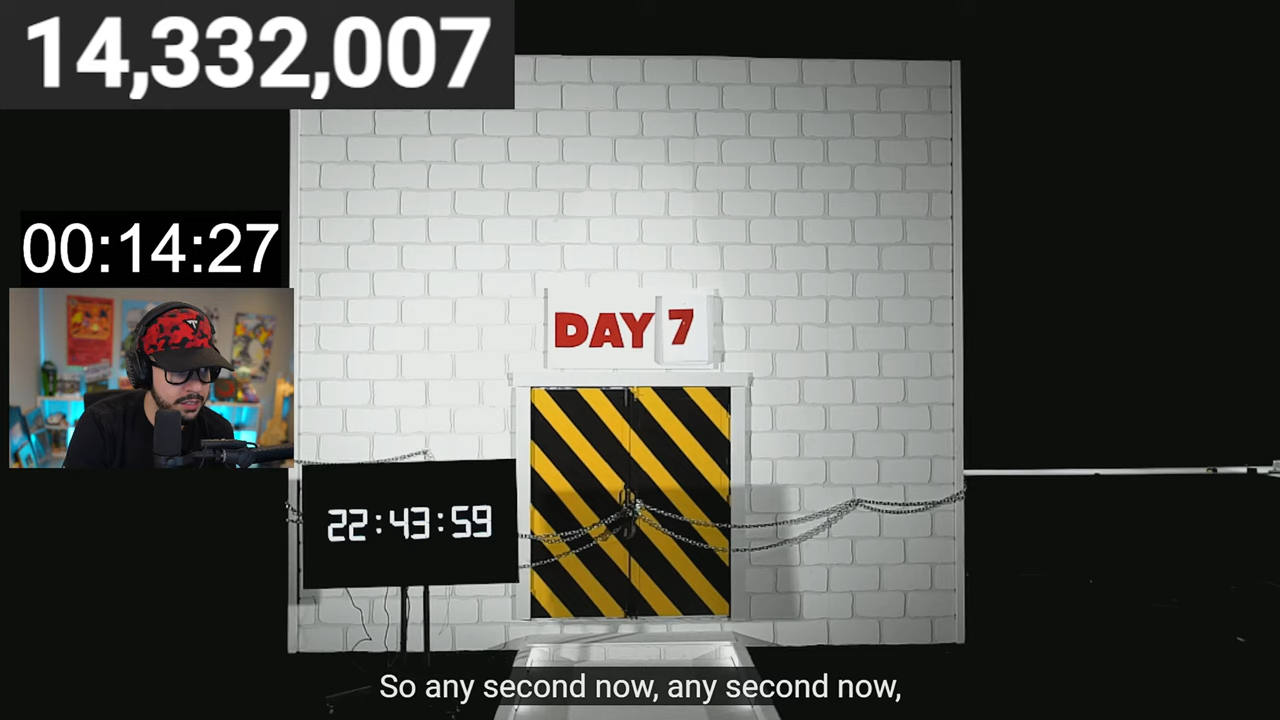 14,332,007
00:14:27
DAY 7
22:43:59
So any second now, any second now,